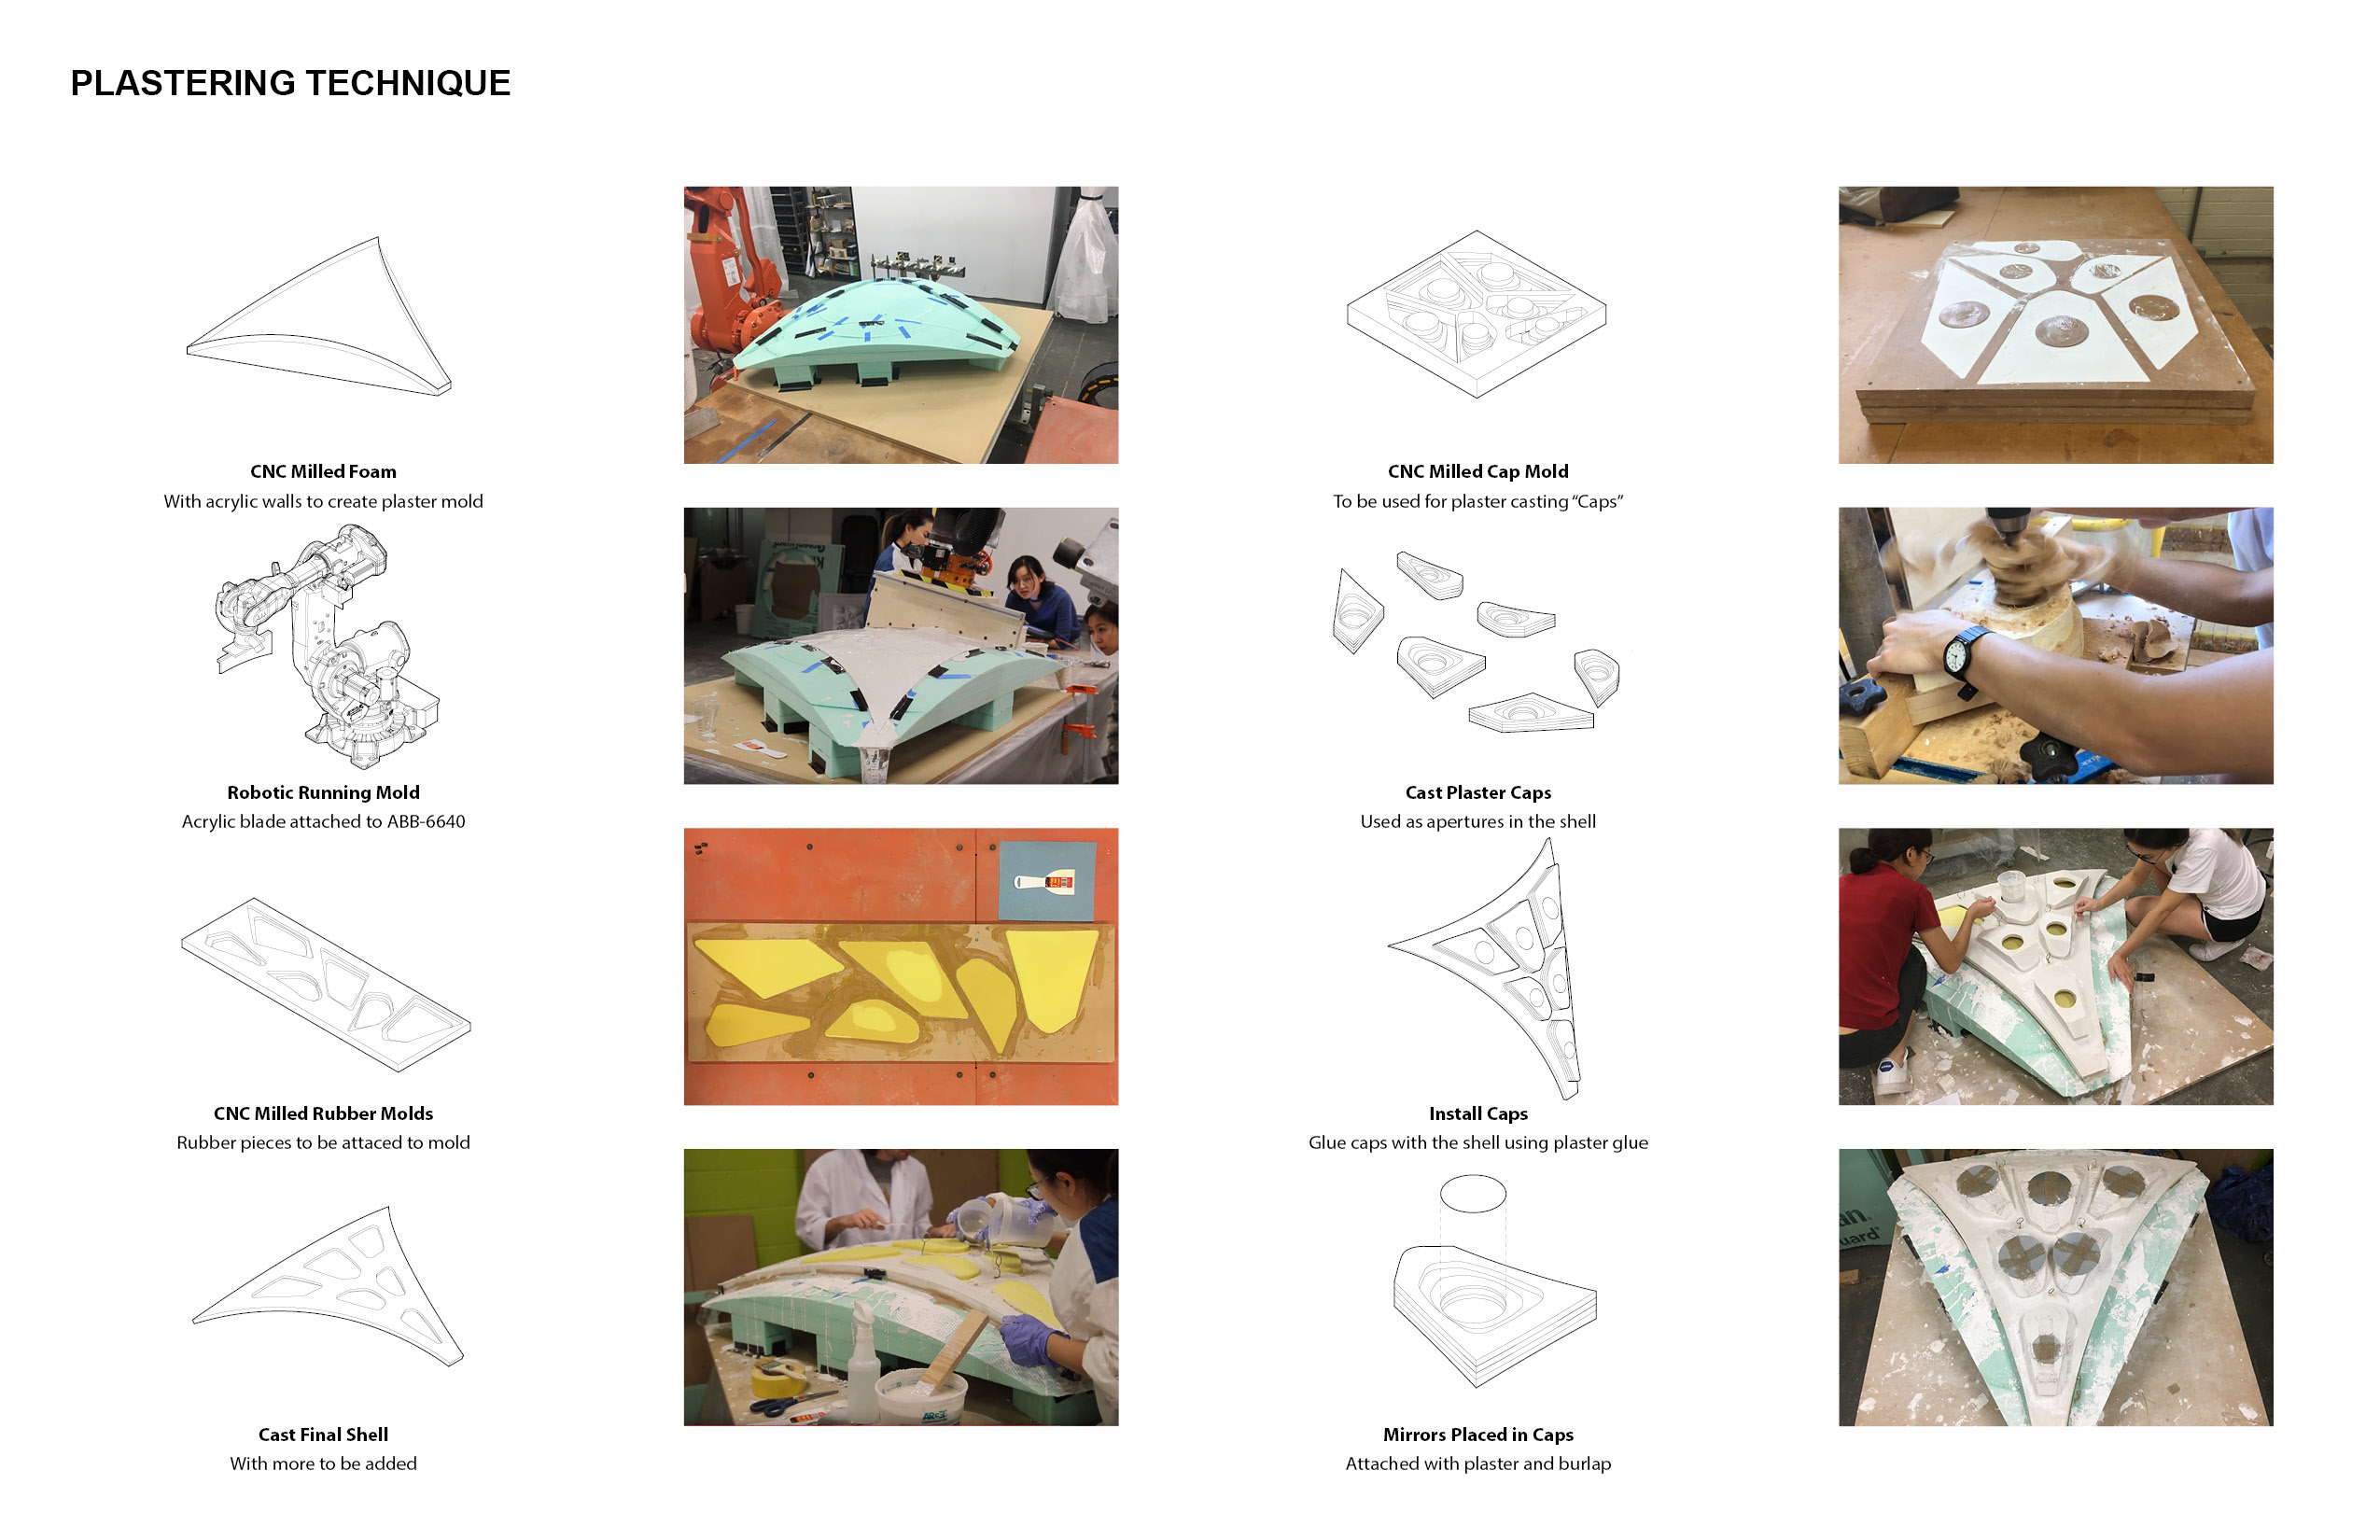 PLASTERING TECHNIQUE
CNC Milled Foam
With acrylic walls to create plaster mold
Robotic Running Mold
Acrylic blade attached to ABB-6640
CNC Milled Rubber Molds
Rubber pieces to be attaced to mold
Cast Final Shell
With more to be added
CNC Milled Cap Mold
To be used for plaster casting “Caps”
Cast Plaster Caps
Used as apertures in the shell
Install Caps
Glue caps with the shell using plaster glue
Mirrors Placed in Caps
Attached with plaster and burlap